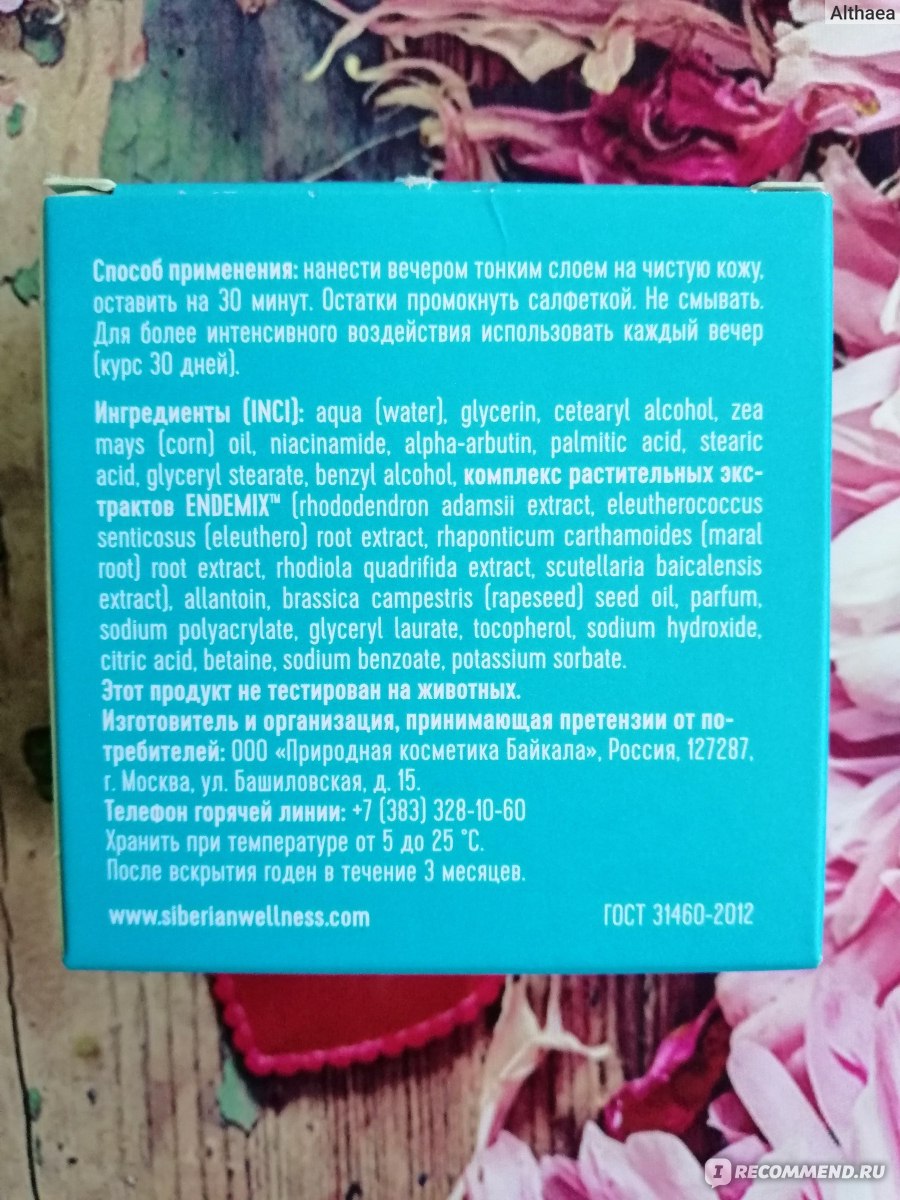 Althaea
Способ применения: нанести вечером тонким слоем на чистую кожу,
оставить на 30 минут. Остатки промокнуть салфеткой. Не смывать.
Для более интенсивного воздействия использовать каждый вечер
(курс 30 дней).
Ингредиенты (INCI): aqua (water), glycerin, cetearyl alcohol, zea
mays (corn) oil, niacinamide, alpha-arbutin, palmitic acid, stearic
acid, glyceryl stearate, benzyl alcohol, комплекс растительных экс-
трактов ENDEMIX™ (rhododendron adamsii extract, eleutherococcus
senticosus (eleuthero) root extract, rhaponticum carthamoides (maral
root) root extract, rhodiola quadrifida extract, scutellaria baicalensis
extract), allantoin, brassica campestris (rapeseed) seed oil, parfum,
sodium polyacrylate, glyceryl laurate, tocopherol, sodium hydroxide,
citric acid, betaine, sodium benzoate, potassium sorbate.
Этот продукт не тестирован на животных.
Изготовитель и организация, принимающая претензии от по-
требителей: ООО «Природная косметика Байкала», Россия, 127287,
г. Москва, ул. Башиловская, д. 15.
Телефон горячей линии: +7 (383) 328-10-60
Хранить при температуре от 5 до 25 °C.
После вскрытия годен в течение 3 месяцев.
www.siberianwellness.com ГОСТ 31460-2012
IRECOMMEND.RU